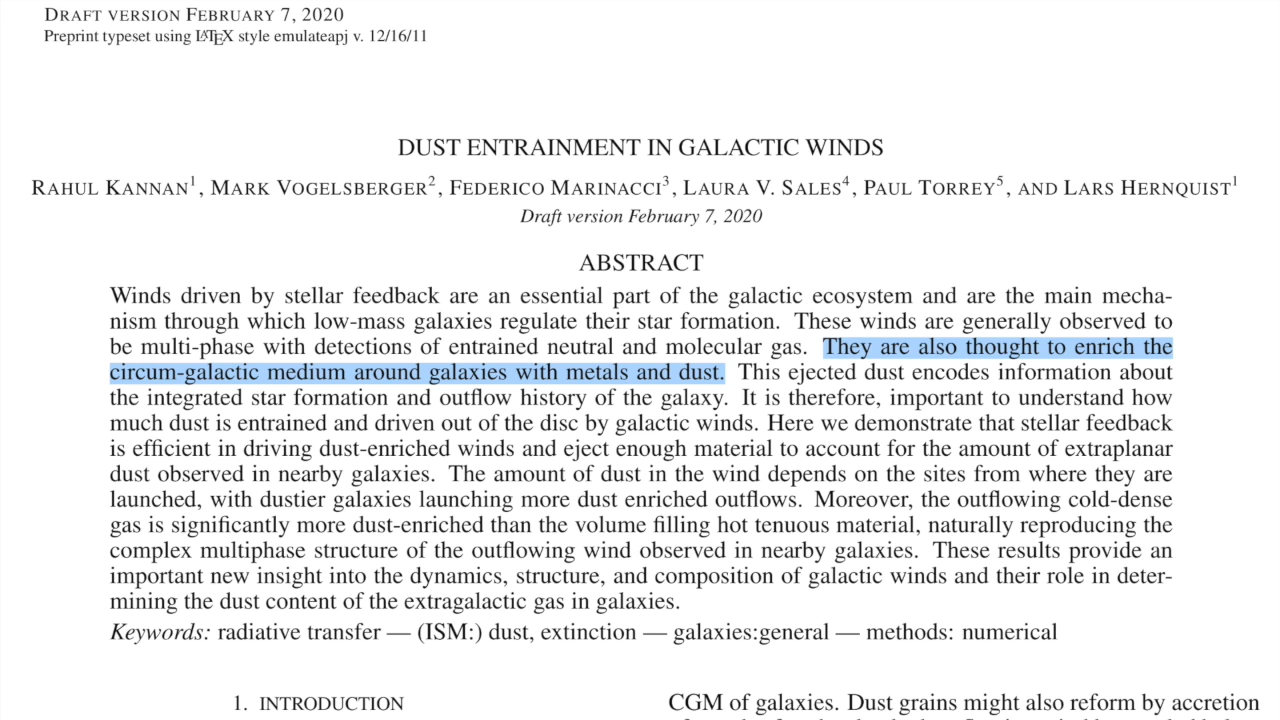 DRAFT VERSION FEBRUARY 7, 2020
Preprint typeset using LATEX style emulateapj v. 12/16/11
DUST ENTRAINMENT IN GALACTIC WINDS
RAHUL KANNAN1, MARK VOGELSBERGER2, FEDERICO MARINACCI3, LAURA V. SALES4, PAUL TORREY5, AND LARS HERNQUIST1
Draft version February 7, 2020
ABSTRACT
Winds driven by stellar feedback are an essential part of the galactic ecosystem and are the main mecha-
nism through which low-mass galaxies regulate their star formation. These winds are generally observed to
be multi-phase with detections of entrained neutral and molecular gas. They are also thought to enrich the
circum-galactic medium around galaxies with metals and dust. This ejected dust encodes information about
the integrated star formation and outflow history of the galaxy. It is therefore, important to understand how
much dust is entrained and driven out of the disc by galactic winds. Here we demonstrate that stellar feedback
is efficient in driving dust-enriched winds and eject enough material to account for the amount of extraplanar
dust observed in nearby galaxies. The amount of dust in the wind depends on the sites from where they are
launched, with dustier galaxies launching more dust enriched outflows. Moreover, the outflowing cold-dense
gas is significantly more dust-enriched than the volume filling hot tenuous material, naturally reproducing the
complex multiphase structure of the outflowing wind observed in nearby galaxies. These results provide an
important new insight into the dynamics, structure, and composition of galactic winds and their role in deter-
mining the dust content of the extragalactic gas in galaxies.
Keywords: radiative transfer — (ISM:) dust, extinction — galaxies:general — methods: numerical
1. INTRODUCTION
CGM of galaxies. Dust grains might also reform by accretion